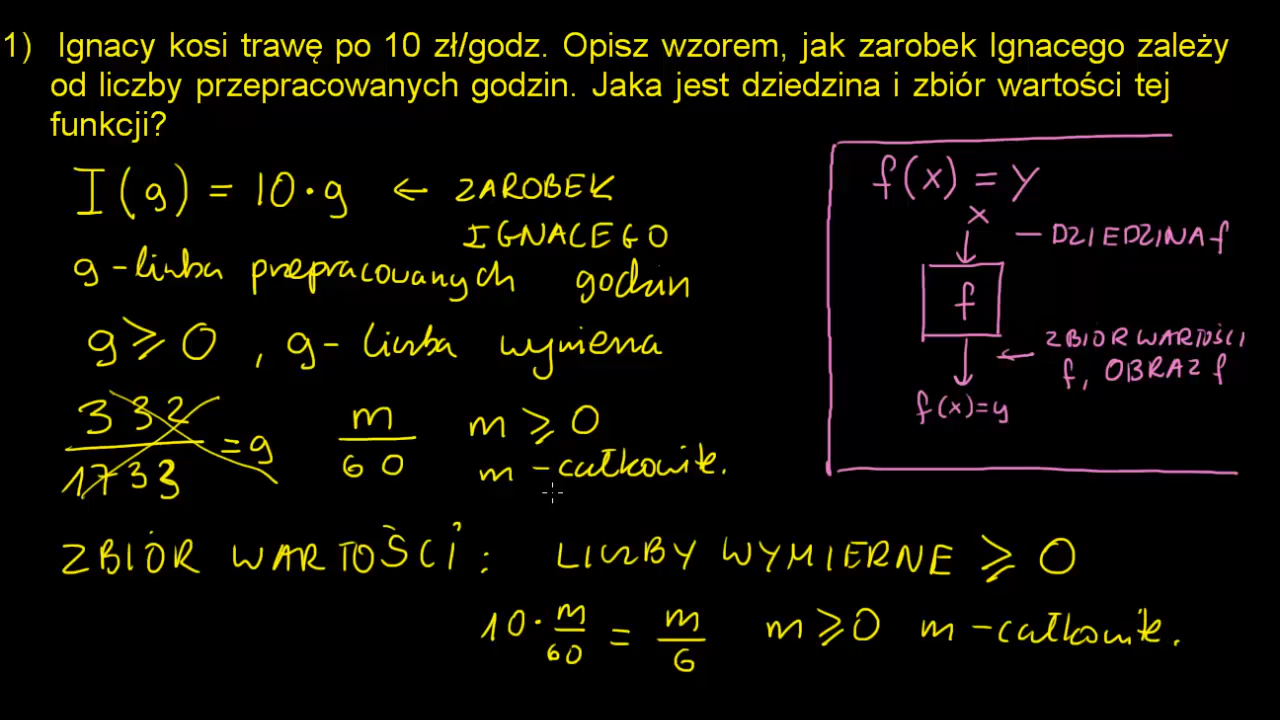 1) Ignacy kosi trawę po 10 zł/godz. Opisz wzorem, jak zarobek Ignacego zależy
od liczby przepracowanych godzin. Jaka jest dziedzina i zbiór wartości tej
funkcji?
I(g) = 10·g ← ZAROBEK
IGNACEGO
g - liczba przepracowanych godzin
g ⩾ 0, g - liczba wymierna
332/1733 = g
m/60 m ⩾ 0
m - całkowite.
ZBIÓR WARTOŚCI: LICZBY WYMIERNE ⩾ 0
10·m/60 = m/6 m ⩾ 0 m - całkowite.
f(x) = y
x
— DZIEDZINA f
f
← ZBIÓR WARTOŚCI
f, OBRAZ f
f(x)=y